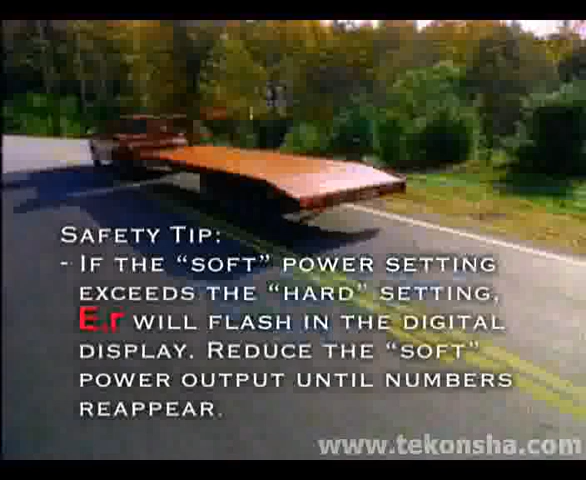 SAFETY TIP:
- IF THE “SOFT” POWER SETTING
EXCEEDS THE “HARD” SETTING,
E.r WILL FLASH IN THE DIGITAL
DISPLAY. REDUCE THE “SOFT”
POWER OUTPUT UNTIL NUMBERS
REAPPEAR.
www.tekonsha.com